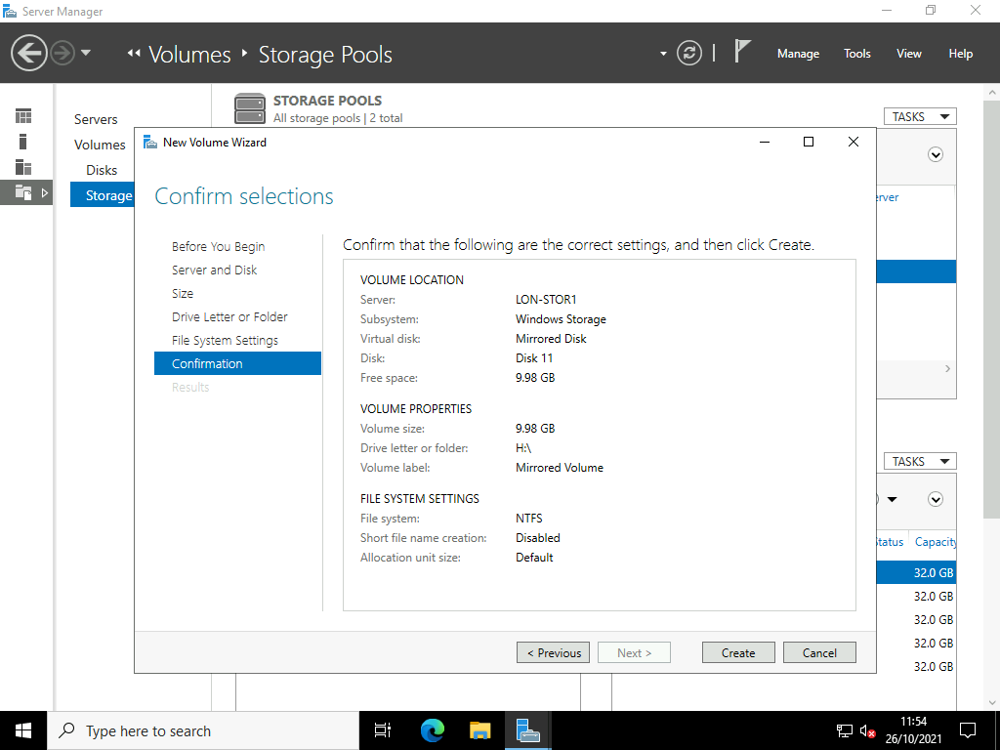 Server Manager
Volumes
Storage Pools
Manage
Tools
View
Help
Servers
Volumes
Disks
Storage
STORAGE POOLS
All storage pools | 2 total
TASKS
New Volume Wizard
Confirm selections
Before You Begin
Server and Disk
Size
Drive Letter or Folder
File System Settings
Confirmation
Results
Confirm that the following are the correct settings, and then click Create.
VOLUME LOCATION
Server: LON-STOR1
Subsystem: Windows Storage
Virtual disk: Mirrored Disk
Disk: Disk 11
Free space: 9.98 GB
VOLUME PROPERTIES
Volume size: 9.98 GB
Drive letter or folder: H:\
Volume label: Mirrored Volume
FILE SYSTEM SETTINGS
File system: NTFS
Short file name creation: Disabled
Allocation unit size: Default
< Previous
Next >
Create
Cancel
erver
TASKS
Status Capacity
32.0 GB
32.0 GB
32.0 GB
32.0 GB
32.0 GB
Type here to search
11:54
26/10/2021